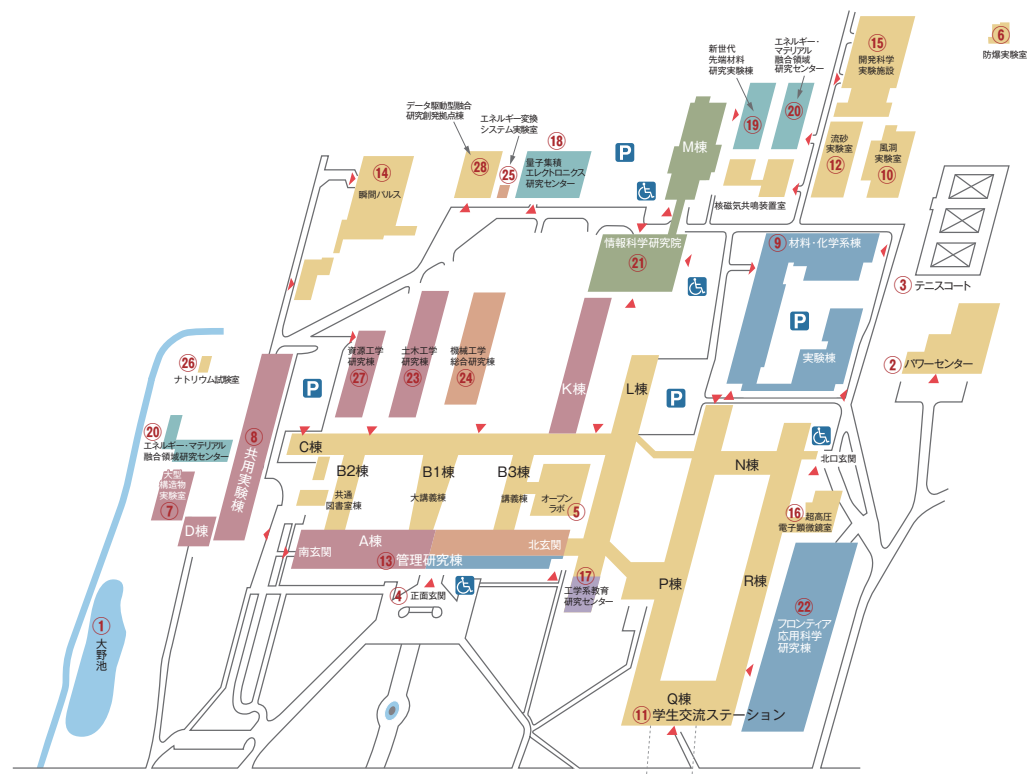 ⑥
防爆実験室
⑮
開発科学
実験施設
エネルギー・
マテリアル
融合領域
研究センター
⑳
新世代
先端材料
研究実験棟
⑲
M棟
データ駆動型融合
研究創発拠点棟
㉘
エネルギー変換
システム実験室
㉕
⑱
量子集積
エレクトロニクス
研究センター
P
流砂
実験室
⑫
風洞
実験室
⑩
⑭
瞬間パルス
核磁気共鳴装置室
情報科学研究院
㉑
⑨材料・化学系棟
③テニスコート
P
実験棟
②パワーセンター
資源工学
研究棟
㉗
土木工学
研究棟
㉓
機械工学
総合研究棟
㉔
㉖
ナトリウム試験室
P
K棟
L棟
P
⑳
エネルギー・マテリアル
融合領域研究センター
⑧
共用実験棟
C棟
B2棟
B1棟
B3棟
N棟
北口玄関
大型
構造物
実験室
⑦
共通
図書室棟
大講義棟
講義棟
オープン
ラボ
⑤
⑯
超高圧
電子顕微鏡室
D棟
南玄関
A棟
北玄関
⑬管理研究棟
④正面玄関
⑰
工学系教育
研究センター
P棟
R棟
㉒
フロンティア
応用科学
研究棟
①
大野池
Q棟
⑪学生交流ステーション